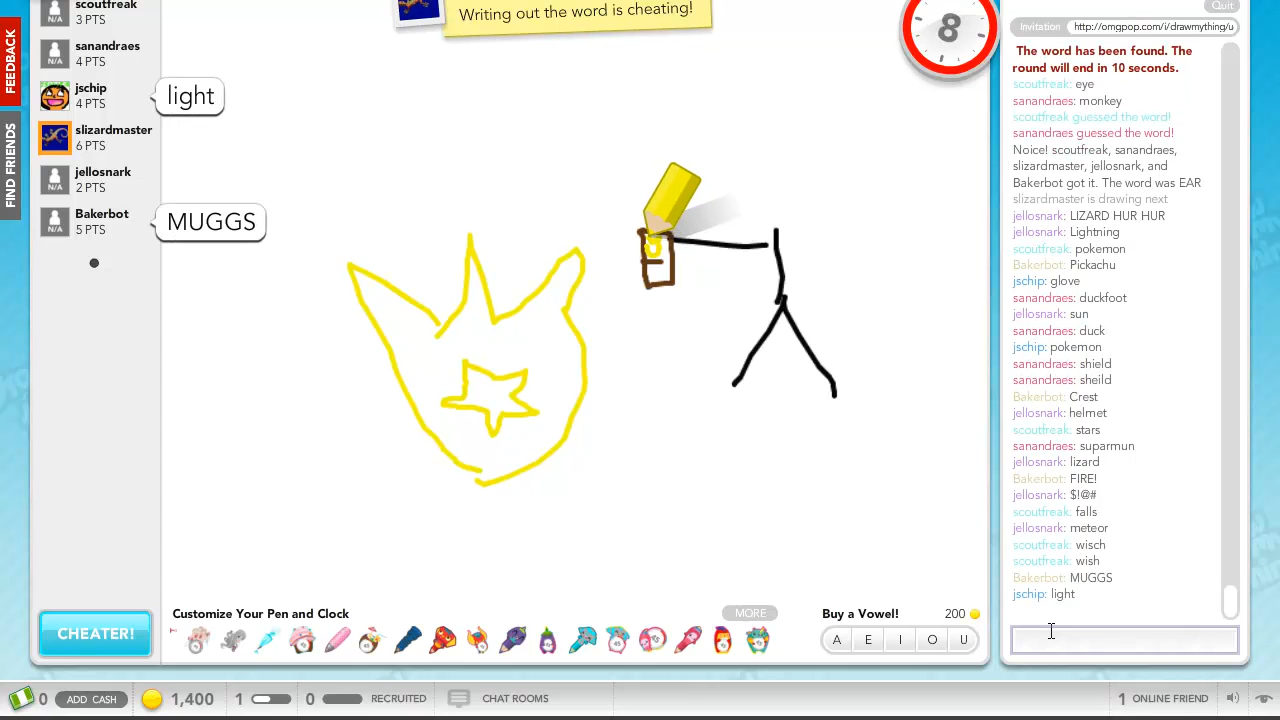 FEEDBACK
FIND FRIENDS
scoutfreak
3 PTS
N/A
sanandraes
4 PTS
N/A
jschip
4 PTS
light
slizardmaster
6 PTS
jellosnark
2 PTS
N/A
Bakerbot
5 PTS
N/A
MUGGS
CHEATER!
Writing out the word is cheating!
8
Customize Your Pen and Clock
MORE
Buy a Vowel!
200
A E I O U
Quit
Invitation http://omgpop.com/i/drawmything/u
The word has been found. The
round will end in 10 seconds.
scoutfreak: eye
sanandraes: monkey
scoutfreak guessed the word!
sanandraes guessed the word!
Noice! scoutfreak, sanandraes,
slizardmaster, jellosnark, and
Bakerbot got it. The word was EAR
slizardmaster is drawing next
jellosnark: LIZARD HUR HUR
jellosnark: Lightning
scoutfreak: pokemon
Bakerbot: Pickachu
jschip: glove
sanandraes: duckfoot
jellosnark: sun
sanandraes: duck
jschip: pokemon
sanandraes: shield
sanandraes: sheild
Bakerbot: Crest
jellosnark: helmet
scoutfreak: stars
sanandraes: suparmun
jellosnark: lizard
Bakerbot: FIRE!
jellosnark: $!@#
scoutfreak: falls
jellosnark: meteor
scoutfreak: wisch
scoutfreak: wish
Bakerbot: MUGGS
jschip: light
0 ADD CASH 1,400 1 0 RECRUITED CHAT ROOMS 1 ONLINE FRIEND